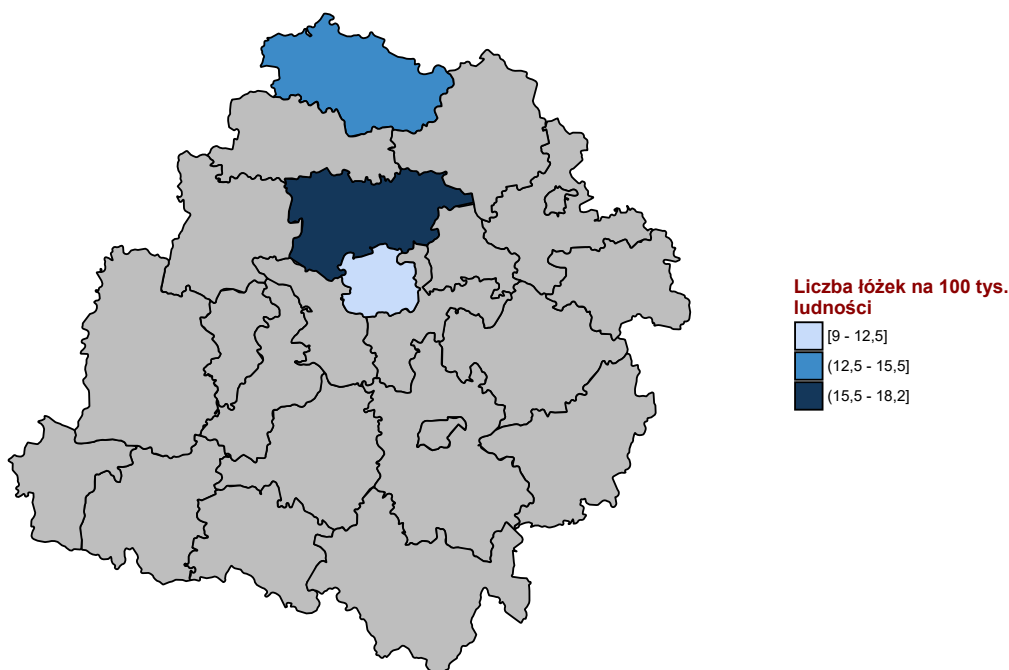 Liczba łóżek na 100 tys.
ludności
[9 - 12,5]
(12,5 - 15,5]
(15,5 - 18,2]